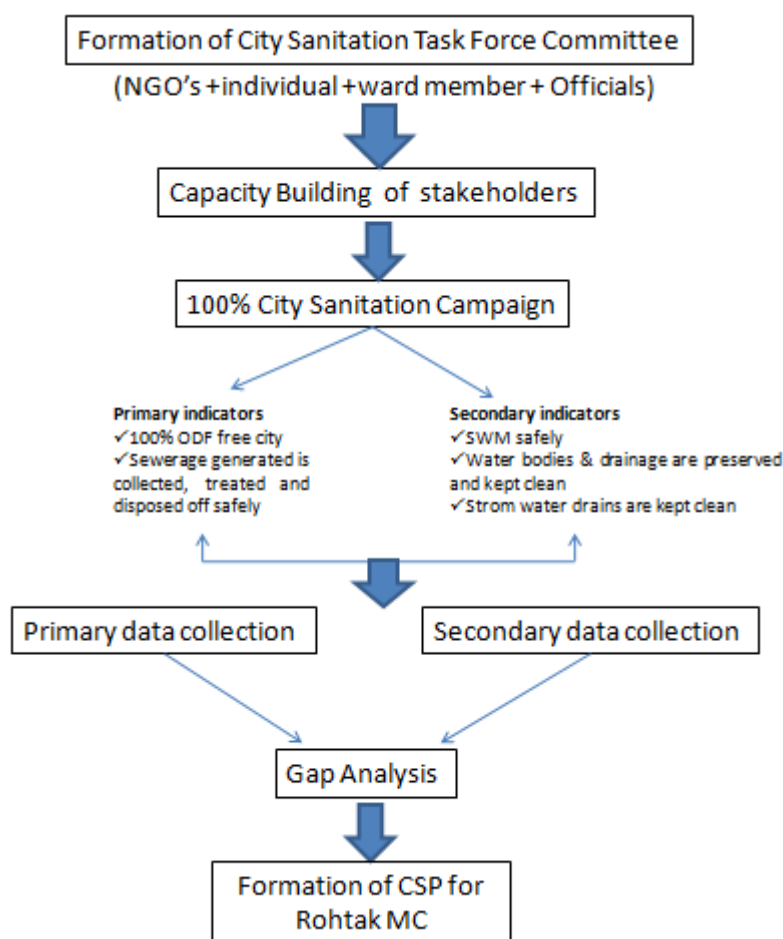 Formation of City Sanitation Task Force Committee
(NGO's +individual +ward member + Officials)
Capacity Building of stakeholders
100% City Sanitation Campaign
Primary indicators
✓100% ODF free city
✓Sewerage generated is
collected, treated and
disposed off safely
Secondary indicators
✓SWM safely
✓Water bodies & drainage are preserved
and kept clean
✓Strom water drains are kept clean
Primary data collection
Secondary data collection
Gap Analysis
Formation of CSP for
Rohtak MC